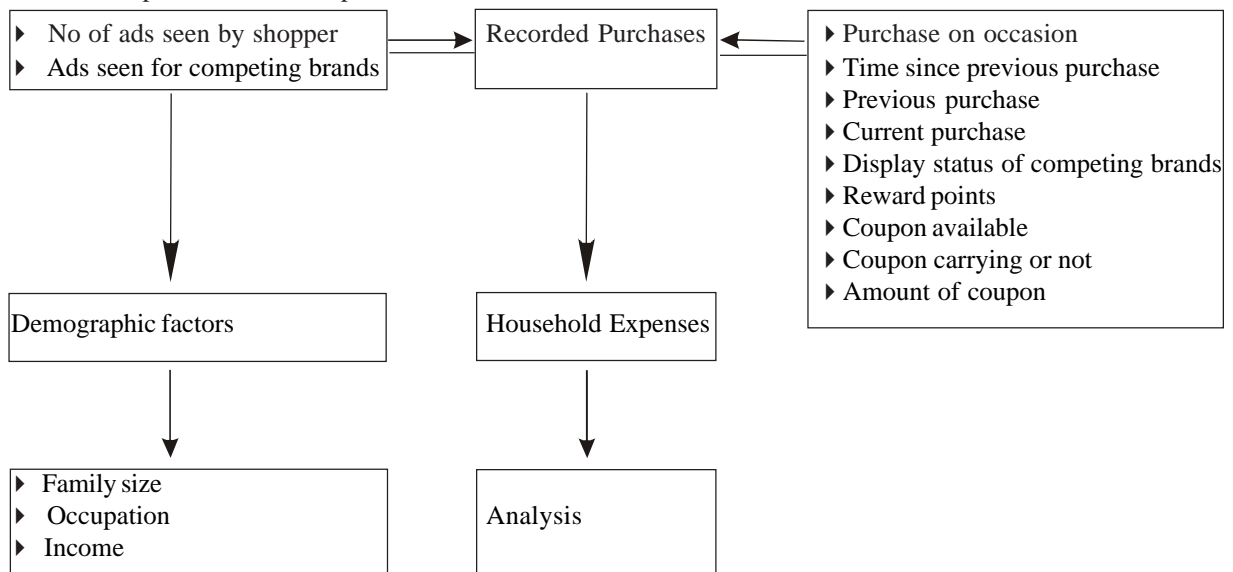 ▶ No of ads seen by shopper
▶ Ads seen for competing brands
Recorded Purchases
▶ Purchase on occasion
▶ Time since previous purchase
▶ Previous purchase
▶ Current purchase
▶ Display status of competing brands
▶ Reward points
▶ Coupon available
▶ Coupon carrying or not
▶ Amount of coupon
Demographic factors
Household Expenses
▶ Family size
▶ Occupation
▶ Income
Analysis